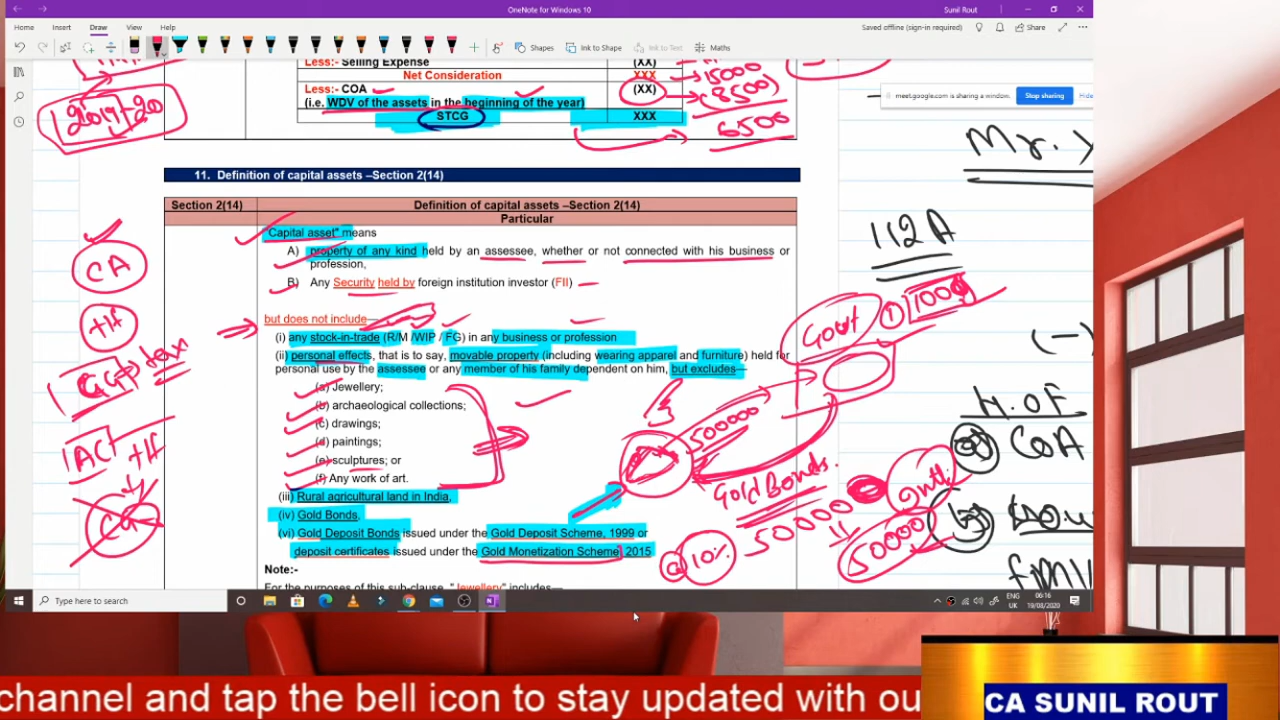 OneNote for Windows 10
Sunil Rout
Home Insert Draw View Help
Saved offline (sign-in required)
Share
Shapes
Ink to Shape
Ink to Text
Maths
meet.google.com is sharing a window.
Stop sharing
Hide
Less:- Selling Expense (XX)
Net Consideration XXX
Less:- COA (XX)
(i.e. WDV of the assets in the beginning of the year)
STCG XXX
15000
(8500)
6500
2019-20
Mr.
11. Definition of capital assets –Section 2(14)
Section 2(14) Definition of capital assets –Section 2(14)
Particular
"Capital asset" means
A) property of any kind held by an assessee, whether or not connected with his business or
profession,
B) Any Security held by foreign institution investor (FII)
but does not include—
(i) any stock-in-trade (R/M /WIP / FG) in any business or profession
(ii) personal effects, that is to say, movable property (including wearing apparel and furniture) held for
personal use by the assessee or any member of his family dependent on him, but excludes—
(a) Jewellery;
(b) archaeological collections;
(c) drawings;
(d) paintings;
(e) sculptures; or
(f) Any work of art.
(iii) Rural agricultural land in India,
(iv) Gold Bonds,
(vi) Gold Deposit Bonds issued under the Gold Deposit Scheme, 1999 or
deposit certificates issued under the Gold Monetization Scheme, 2015
Note:-
CA
tax
CA
112A
Govt
500000
Gold Bonds.
50000
50000
10%
(-)
H.OF
COA
Type here to search
ENG
UK
06:16
19/08/2020
channel and tap the bell icon to stay updated with ou
CA SUNIL ROUT